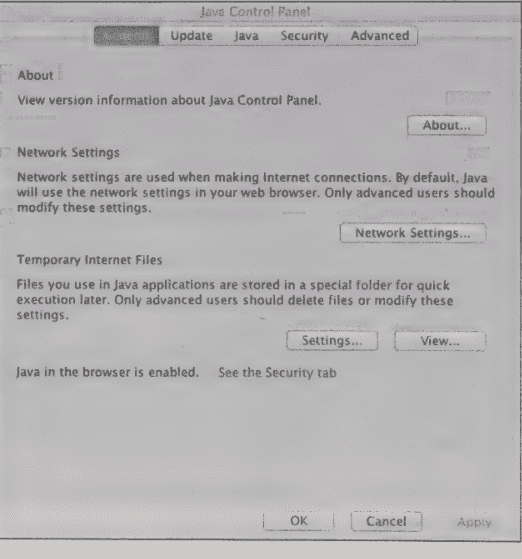 Java Control Panel
Update Java Security Advanced
About
View version information about Java Control Panel.
About...
Network Settings
Network settings are used when making Internet connections. By default, Java
will use the network settings in your web browser. Only advanced users should
modify these settings.
Network Settings...
Temporary Internet Files
Files you use in Java applications are stored in a special folder for quick
execution later. Only advanced users should delete files or modify these
settings.
Settings... View...
Java in the browser is enabled. See the Security tab
OK Cancel Apply